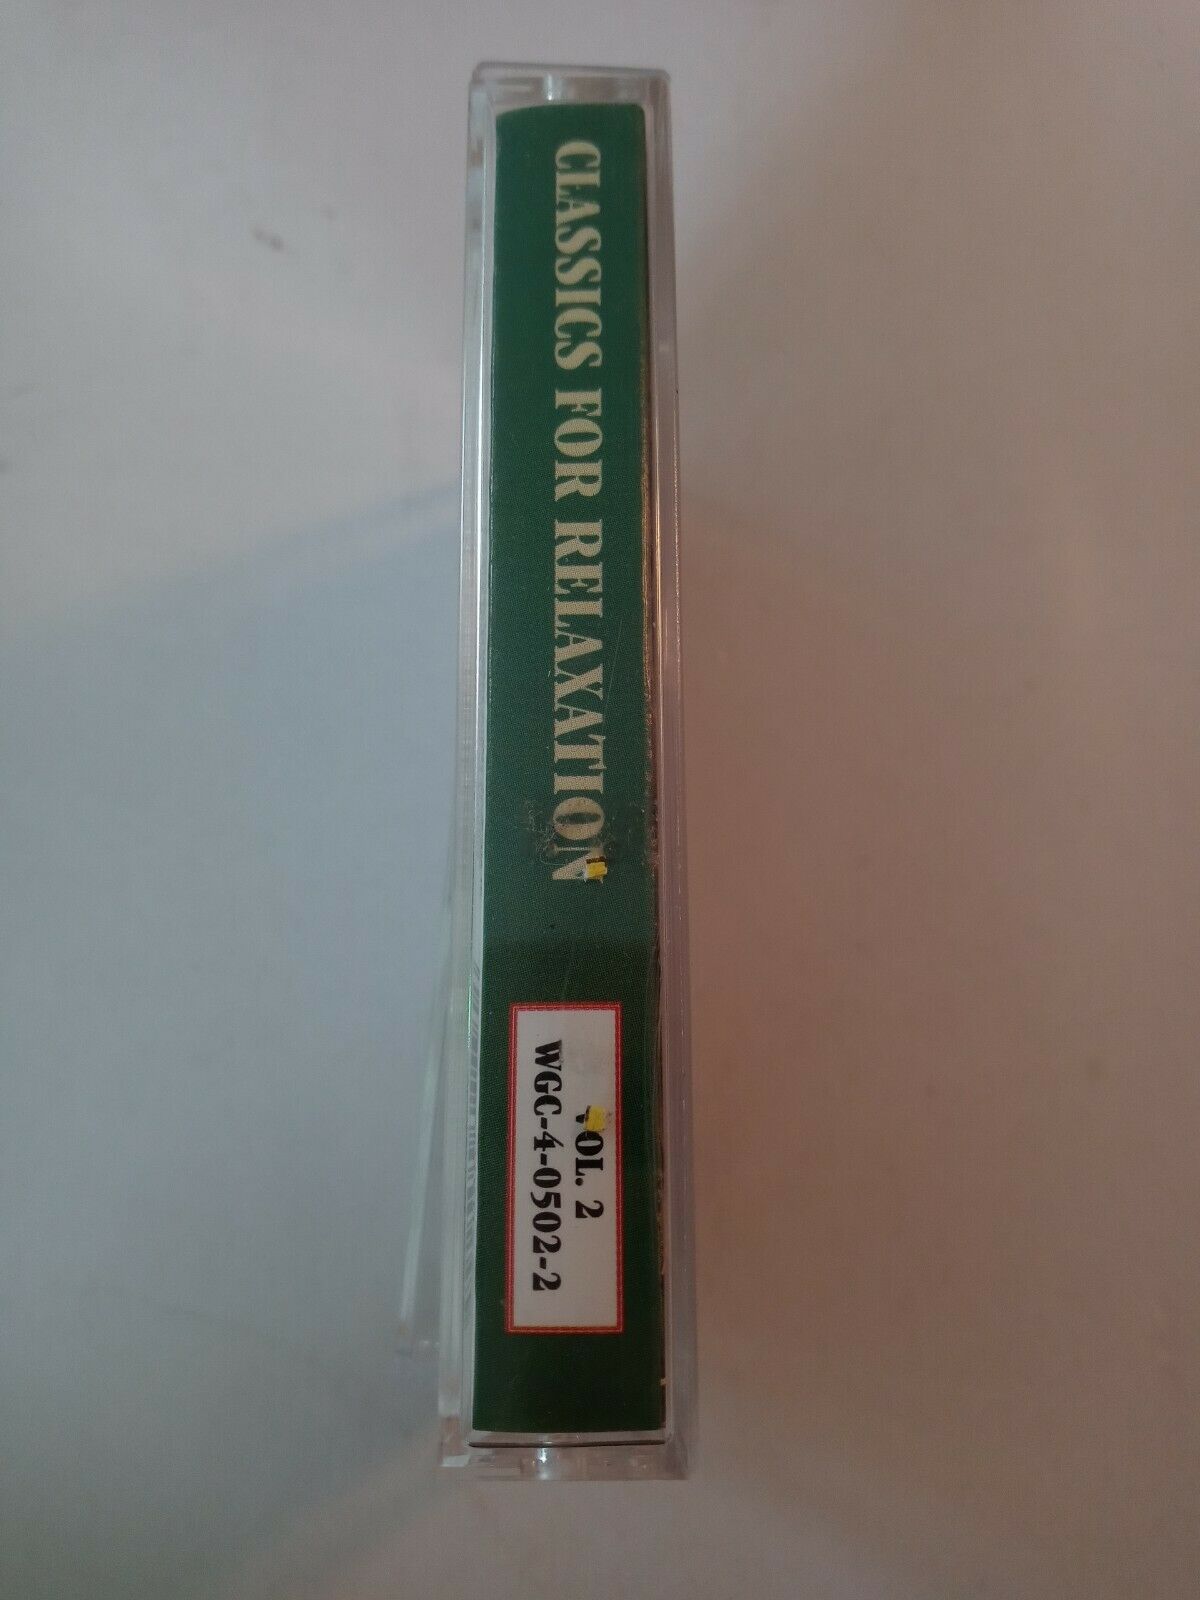 CLASSICS FOR RELAXATION
VOL. 2
WGC-4-0502-2